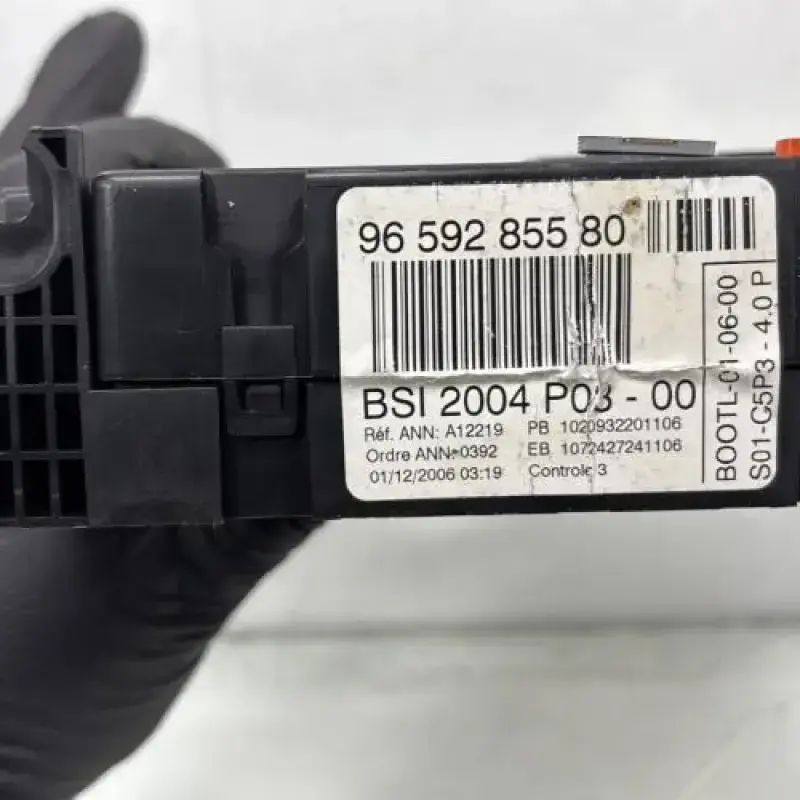 96 592 855 80
BSI 2004 P03 - 00
Réf. ANN: A12219 PB 1020932201106
Ordre ANN: 0392 EB 1072427241106
01/12/2006 03:19 Controle 3
BOOTL-01-06-00
S01-C5P3 - 4.0 P